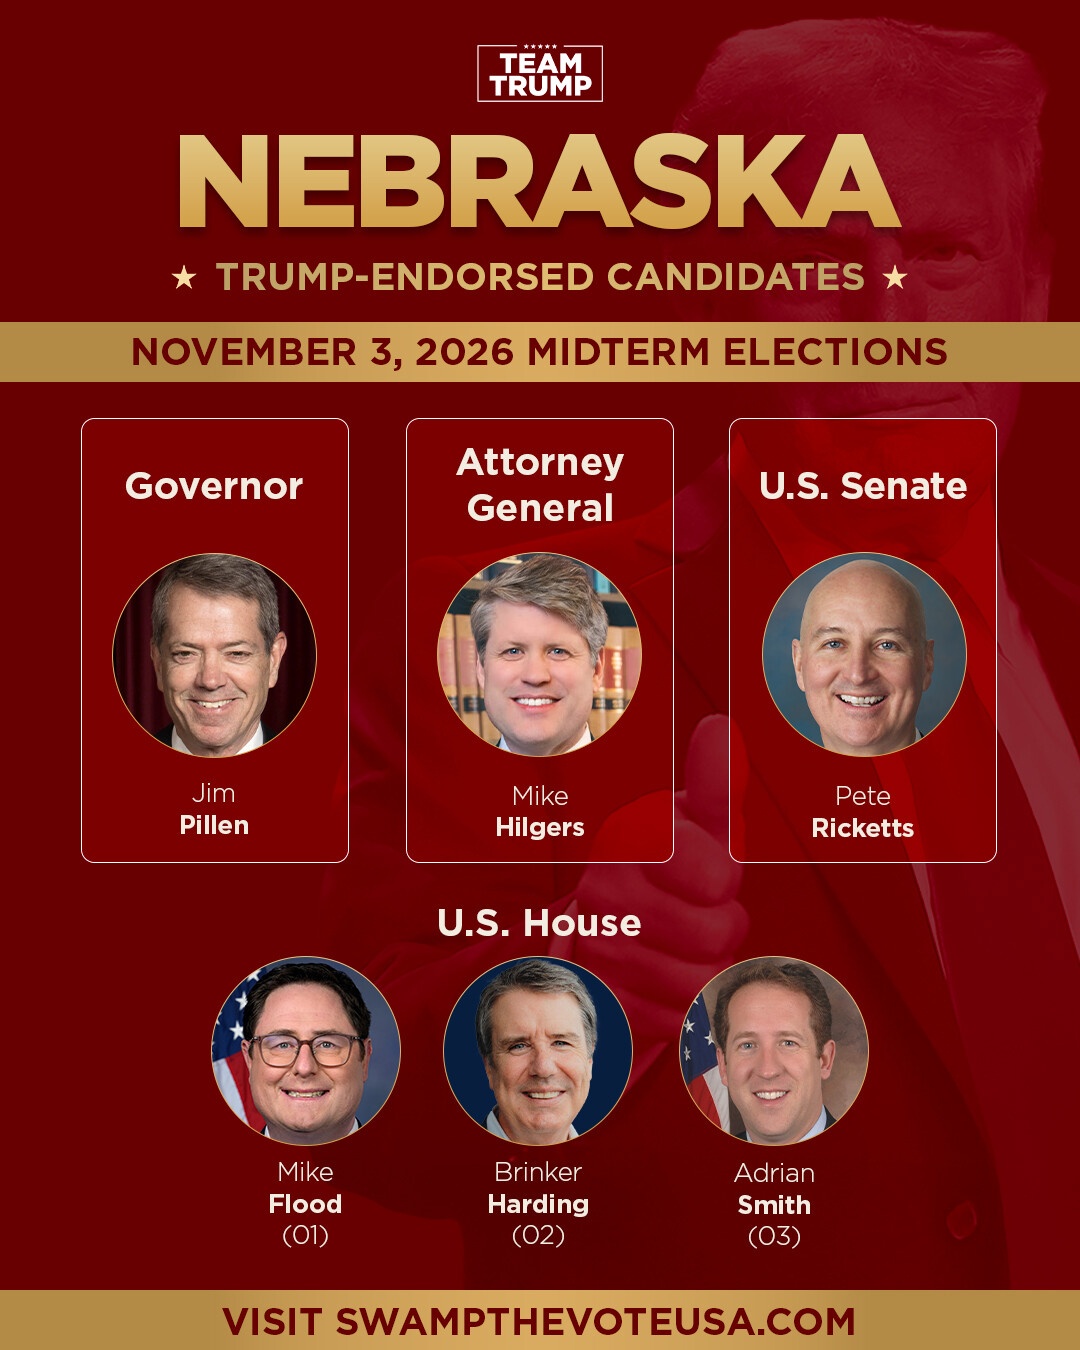 TEAM
TRUMP
NEBRASKA
TRUMP-ENDORSED CANDIDATES
NOVEMBER 3, 2026 MIDTERM ELECTIONS
Governor
Jim
Pillen
Attorney
General
Mike
Hilgers
U.S. Senate
Pete
Ricketts
U.S. House
Mike
Flood
(01)
Brinker
Harding
(02)
Adrian
Smith
(03)
VISIT SWAMPTHEVOTEUSA.COM